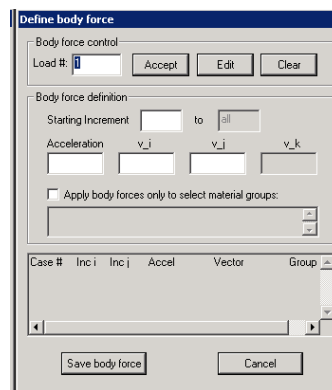 Define body force
Body force control
Load #: 1 Accept Edit Clear
Body force definition
Starting Increment to all
Acceleration v_i v_j v_k
Apply body forces only to select material groups:
Case # Inc i Inc j Accel Vector Group
Save body force Cancel